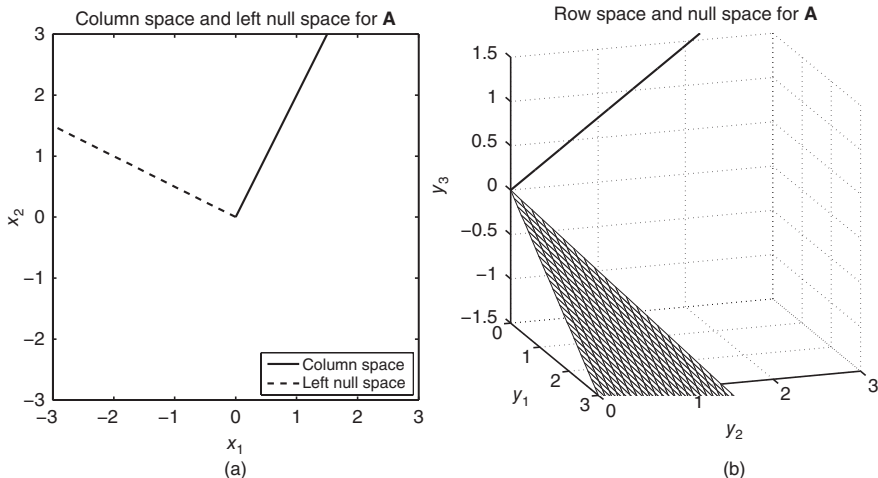 Column space and left null space for A
3
2
1
0
−1
−2
−3
x2
−3 −2 −1 0 1 2 3
x1
Column space
Left null space
(a)
Row space and null space for A
1.5
1
0.5
0
−0.5
−1
−1.5
y3
0
1
2
3
y1
0
1
2
3
y2
(b)